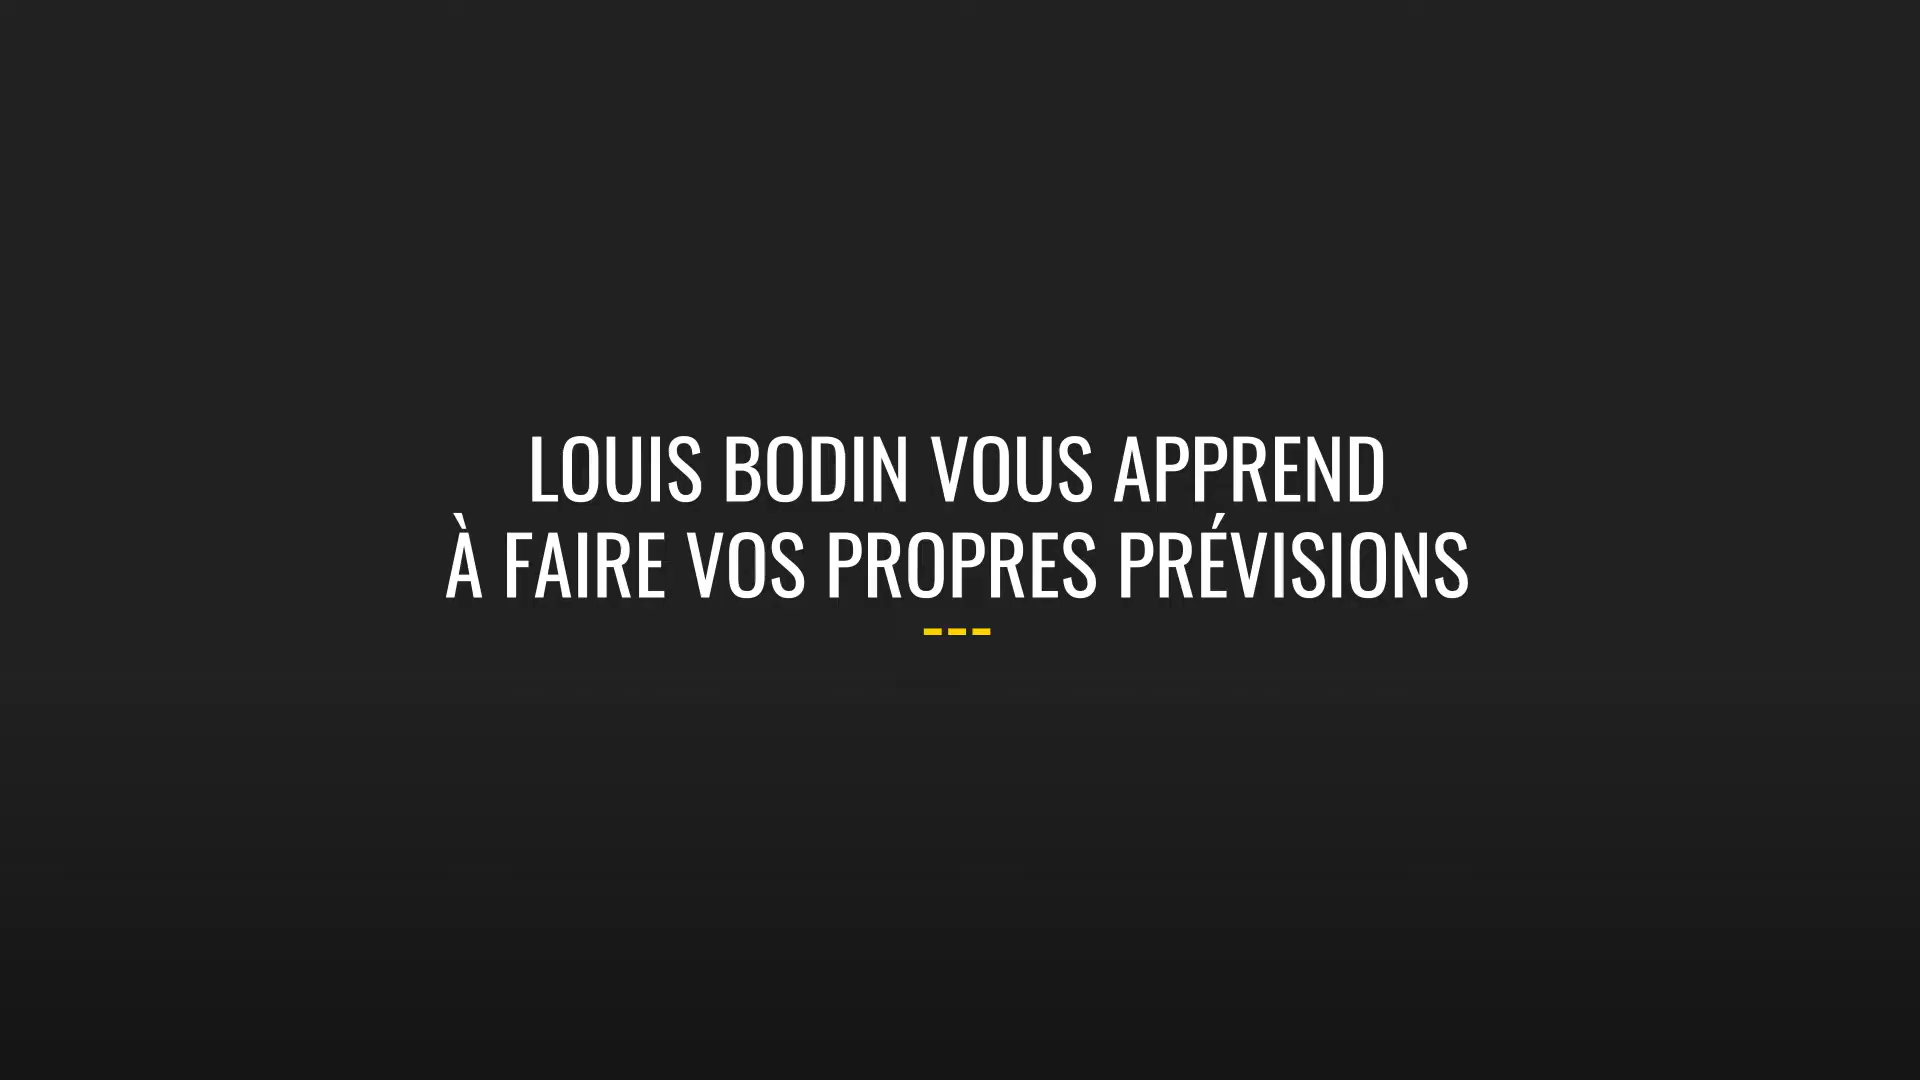 LOUIS BODIN VOUS APPREND
À FAIRE VOS PROPRES PRÉVISIONS
---